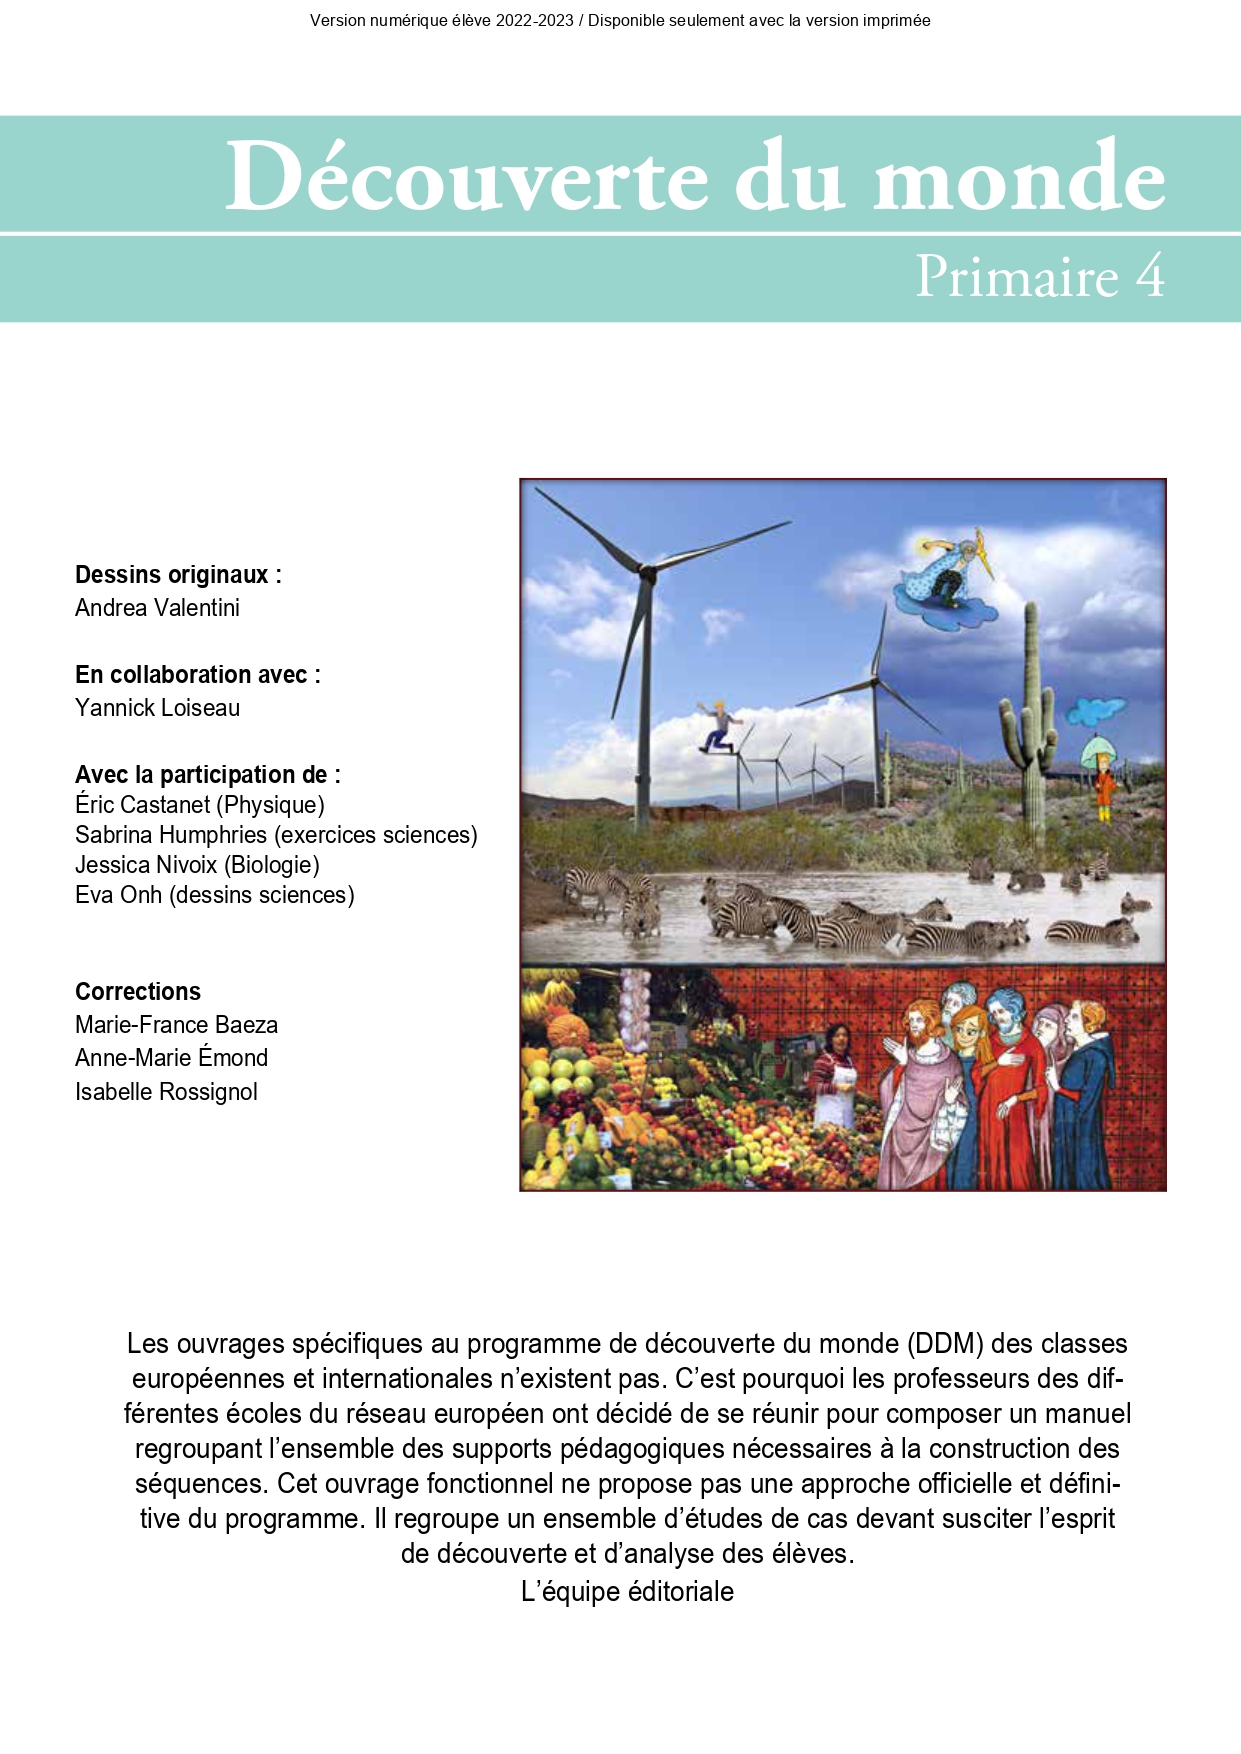 Version numérique élève 2022-2023 / Disponible seulement avec la version imprimée
Découverte du monde
Primaire 4
Dessins originaux :
Andrea Valentini
En collaboration avec :
Yannick Loiseau
Avec la participation de :
Éric Castanet (Physique)
Sabrina Humphries (exercices sciences)
Jessica Nivoix (Biologie)
Eva Onh (dessins sciences)
Corrections
Marie-France Baeza
Anne-Marie Émond
Isabelle Rossignol
Les ouvrages spécifiques au programme de découverte du monde (DDM) des classes
européennes et internationales n’existent pas. C’est pourquoi les professeurs des dif-
férentes écoles du réseau européen ont décidé de se réunir pour composer un manuel
regroupant l’ensemble des supports pédagogiques nécessaires à la construction des
séquences. Cet ouvrage fonctionnel ne propose pas une approche officielle et défini-
tive du programme. Il regroupe un ensemble d’études de cas devant susciter l’esprit
de découverte et d’analyse des élèves.
L’équipe éditoriale